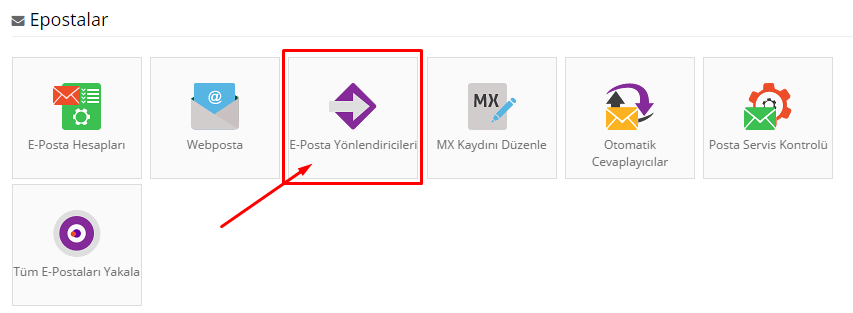 Epostalar
E-Posta Hesapları
@
Webposta
E-Posta Yönlendiricileri
MX
MX Kaydını Düzenle
Otomatik
Cevaplayıcılar
Posta Servis Kontrolü
Tüm E-Postaları Yakala